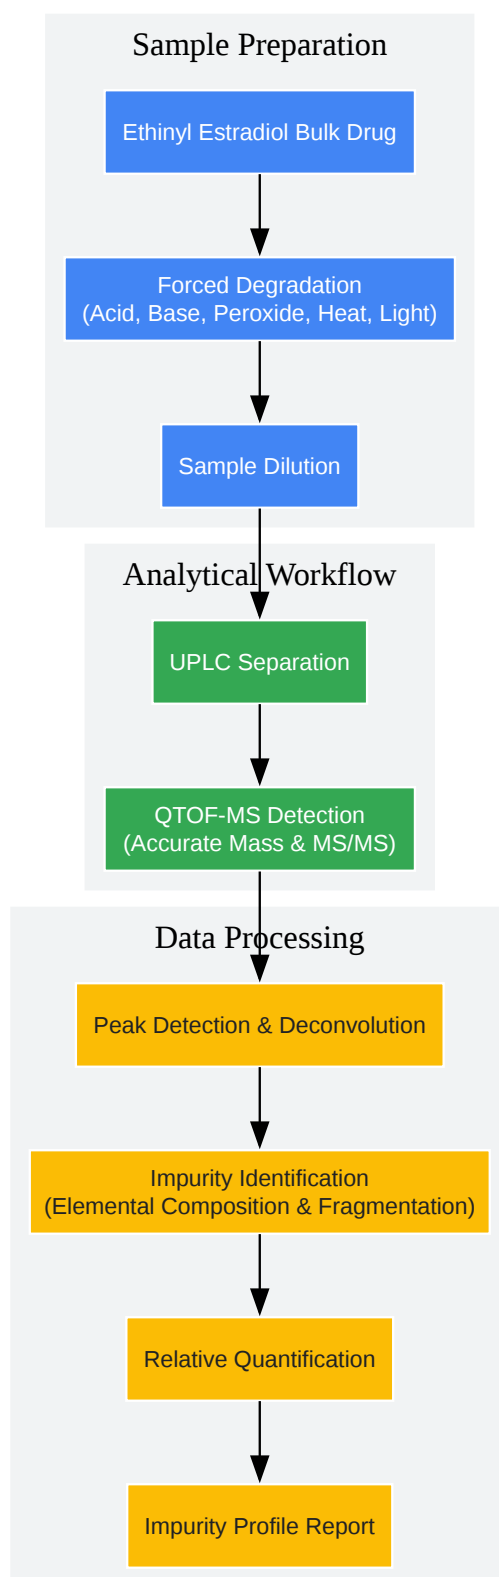 Sample Preparation
Ethinyl Estradiol Bulk Drug
Forced Degradation
(Acid, Base, Peroxide, Heat, Light)
Sample Dilution
Analytical Workflow
UPLC Separation
QTOF-MS Detection
(Accurate Mass & MS/MS)
Data Processing
Peak Detection & Deconvolution
Impurity Identification
(Elemental Composition & Fragmentation)
Relative Quantification
Impurity Profile Report